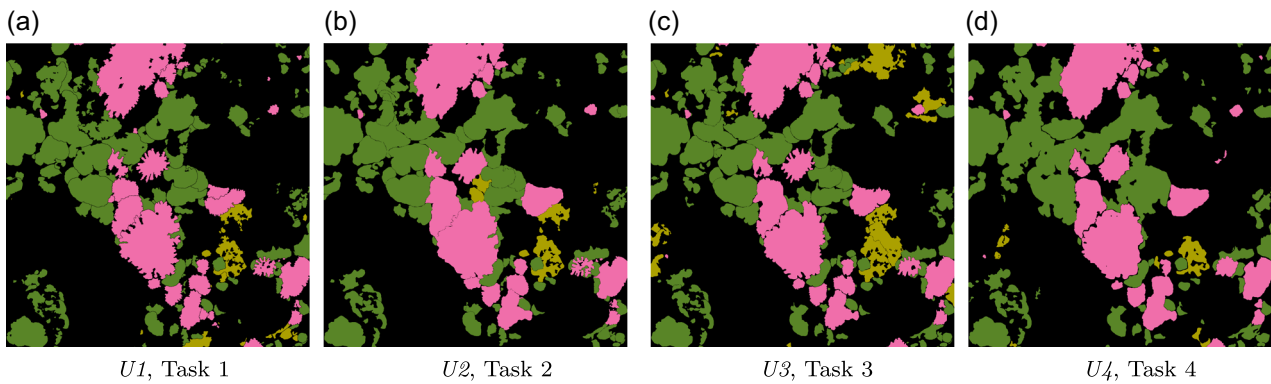 (a) (b) (c) (d)
U1, Task 1 U2, Task 2 U3, Task 3 U4, Task 4